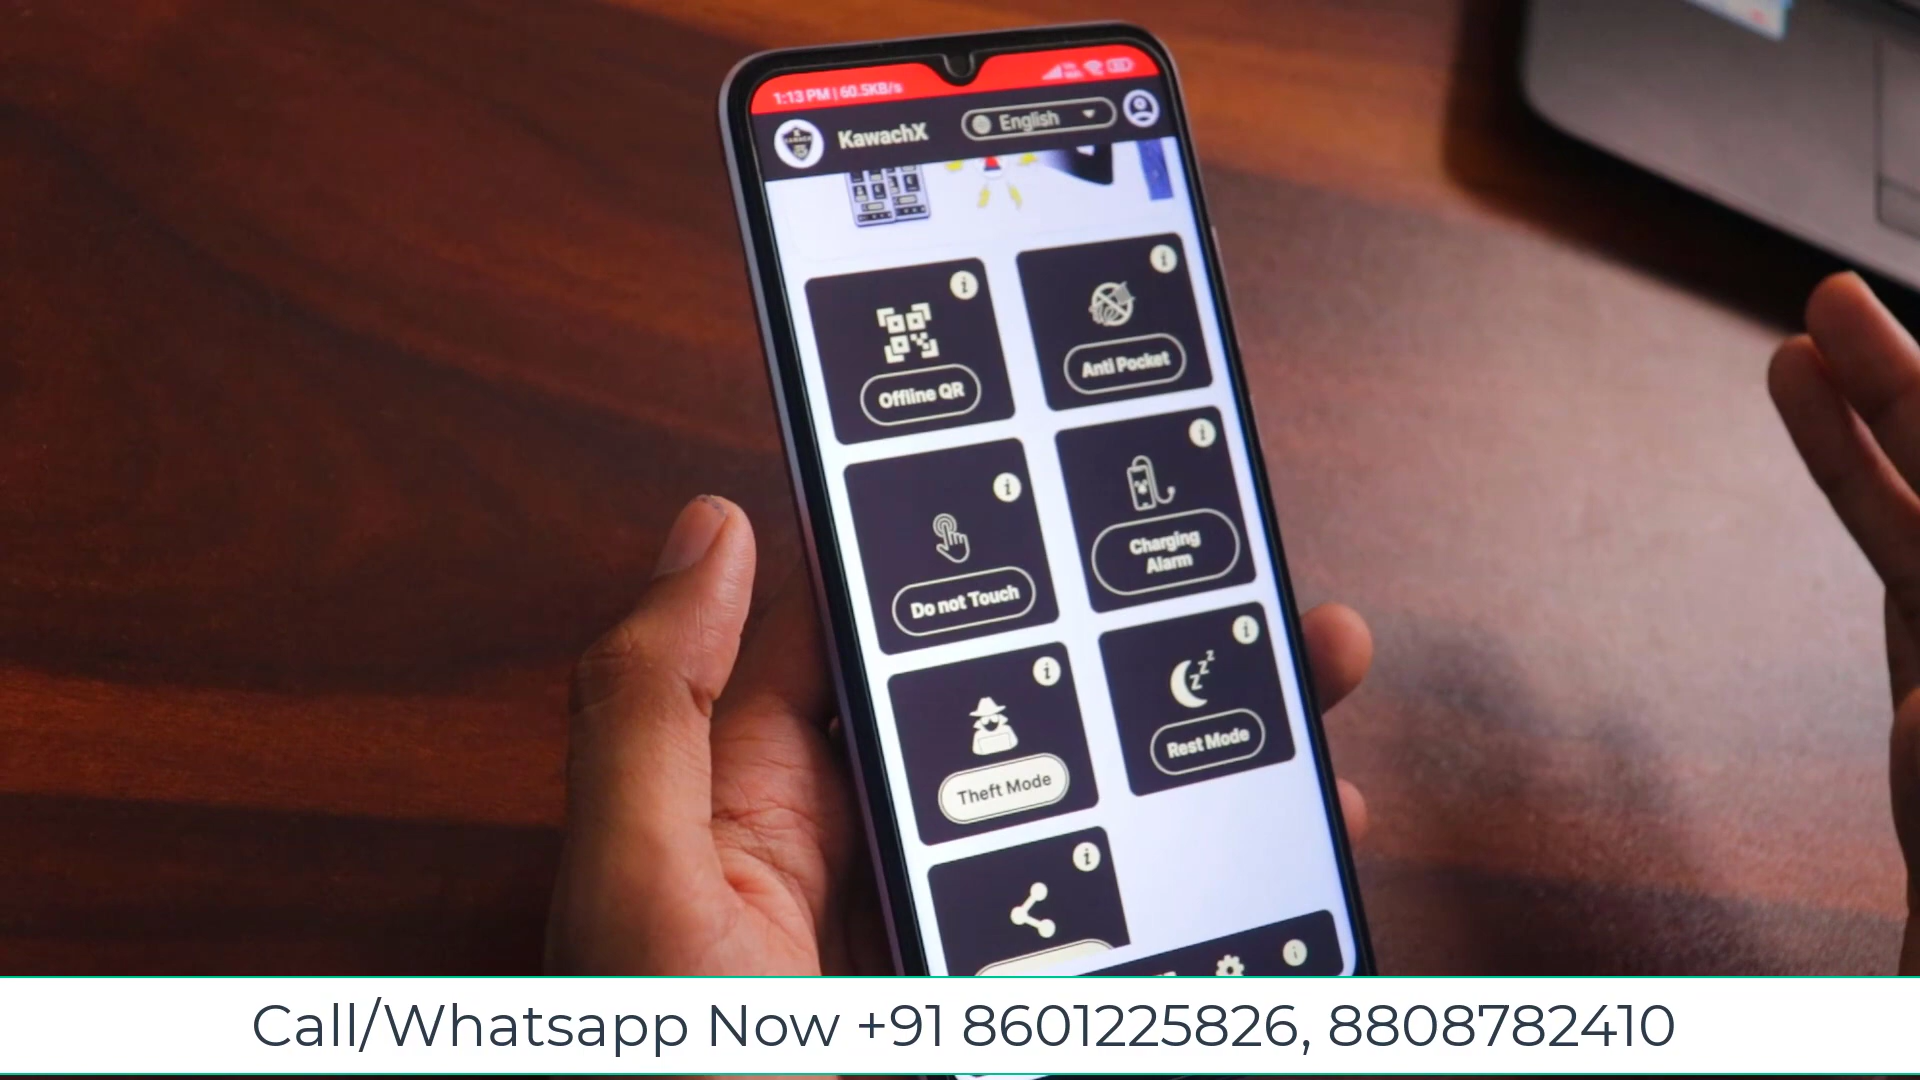 1:13 PM | 60.5KB/s
KawachX
English
Offline QR
Anti Pocket
Do not Touch
Charging
Alarm
Theft Mode
Rest Mode
Call/Whatsapp Now +91 8601225826, 8808782410